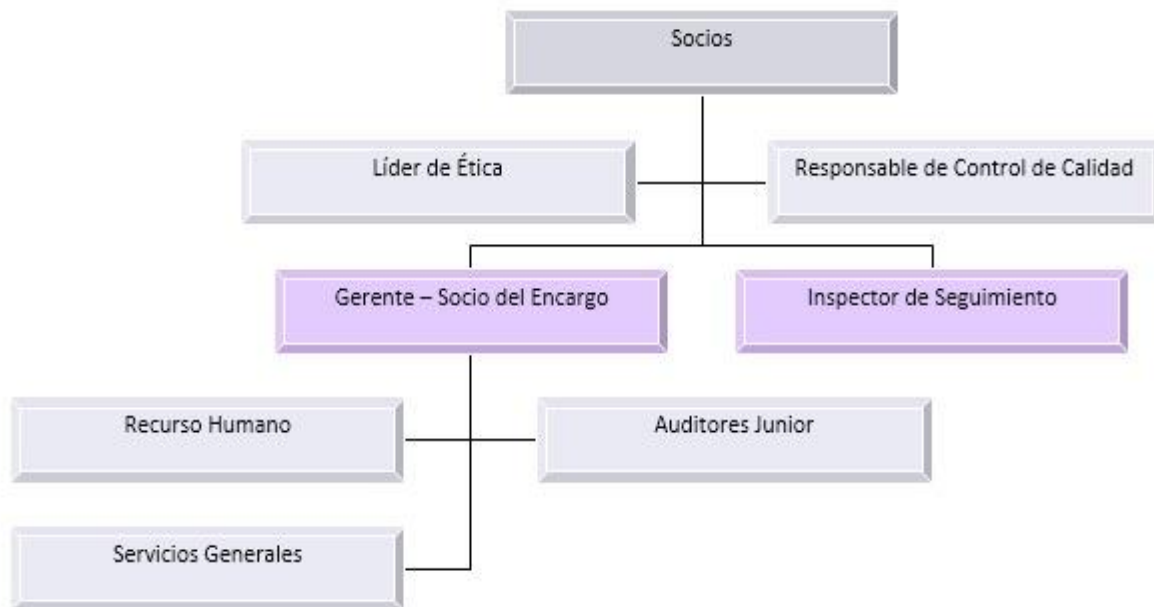 Socios
Líder de Ética
Responsable de Control de Calidad
Gerente – Socio del Encargo
Inspector de Seguimiento
Recurso Humano
Auditores Junior
Servicios Generales